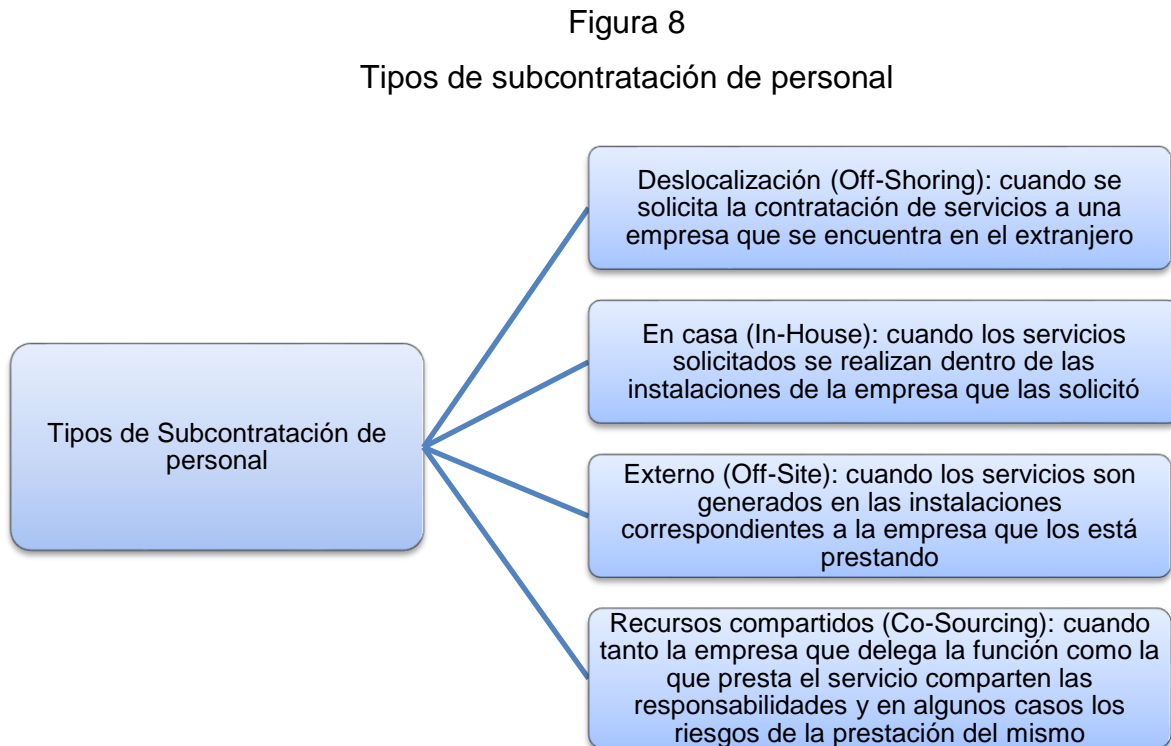 Figura 8
Tipos de subcontratación de personal
Deslocalización (Off-Shoring): cuando se
solicita la contratación de servicios a una
empresa que se encuentra en el extranjero
En casa (In-House): cuando los servicios
solicitados se realizan dentro de las
instalaciones de la empresa que las solicitó
Tipos de Subcontratación de
personal
Externo (Off-Site): cuando los servicios son
generados en las instalaciones
correspondientes a la empresa que los está
prestando
Recursos compartidos (Co-Sourcing): cuando
tanto la empresa que delega la función como la
que presta el servicio comparten las
responsabilidades y en algunos casos los
riesgos de la prestación del mismo